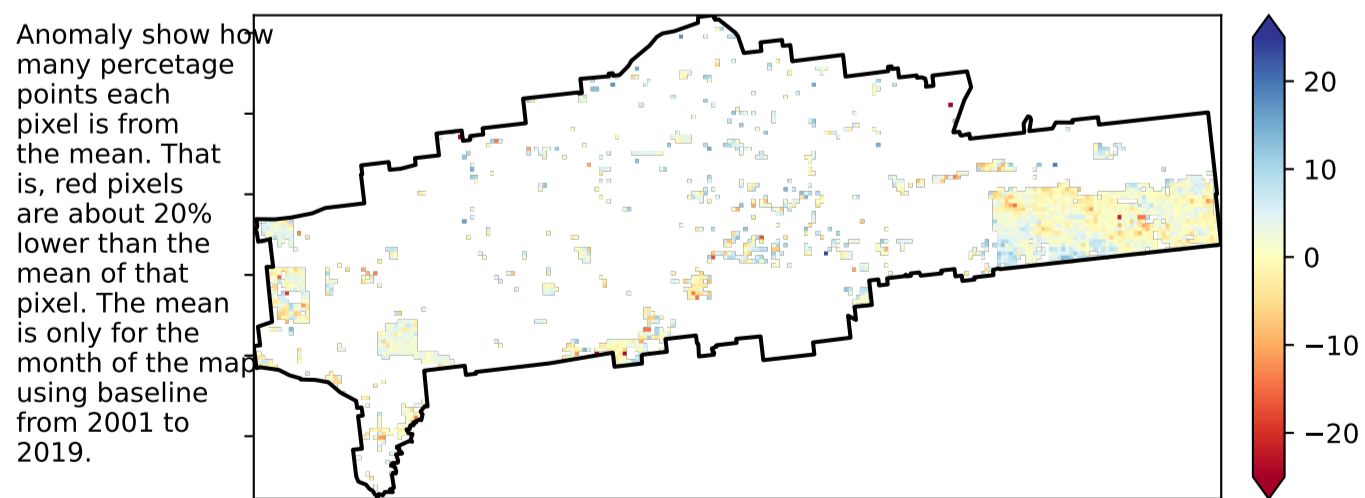 Anomaly show how
many percetage
points each
pixel is from
the mean. That
is, red pixels
are about 20%
lower than the
mean of that
pixel. The mean
is only for the
month of the map
using baseline
from 2001 to
2019.
20
10
0
−10
−20